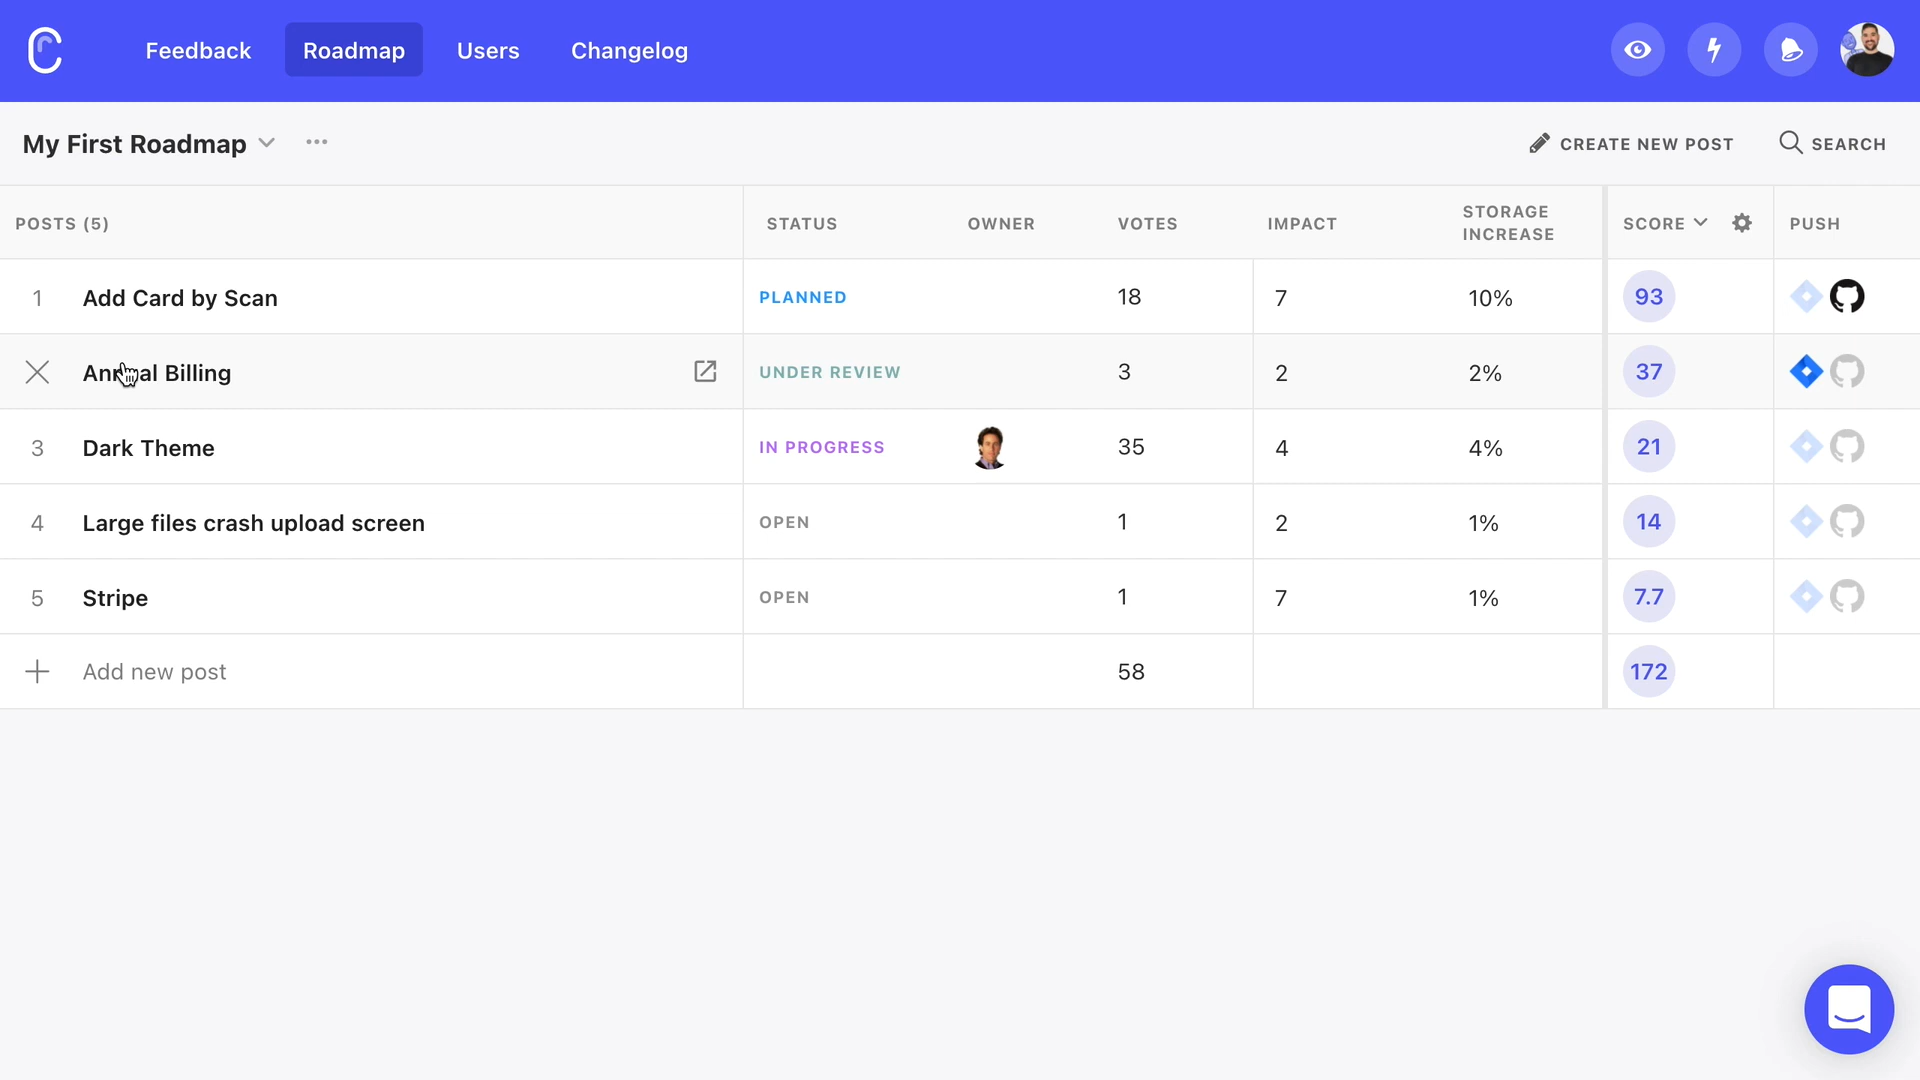 Feedback
Roadmap
Users
Changelog
My First Roadmap
CREATE NEW POST
SEARCH
POSTS (5)
STATUS
OWNER
VOTES
IMPACT
STORAGE
INCREASE
SCORE
PUSH
1 Add Card by Scan PLANNED 18 7 10% 93
Annual Billing UNDER REVIEW 3 2 2% 37
3 Dark Theme IN PROGRESS 35 4 4% 21
4 Large files crash upload screen OPEN 1 2 1% 14
5 Stripe OPEN 1 7 1% 7.7
Add new post 58 172